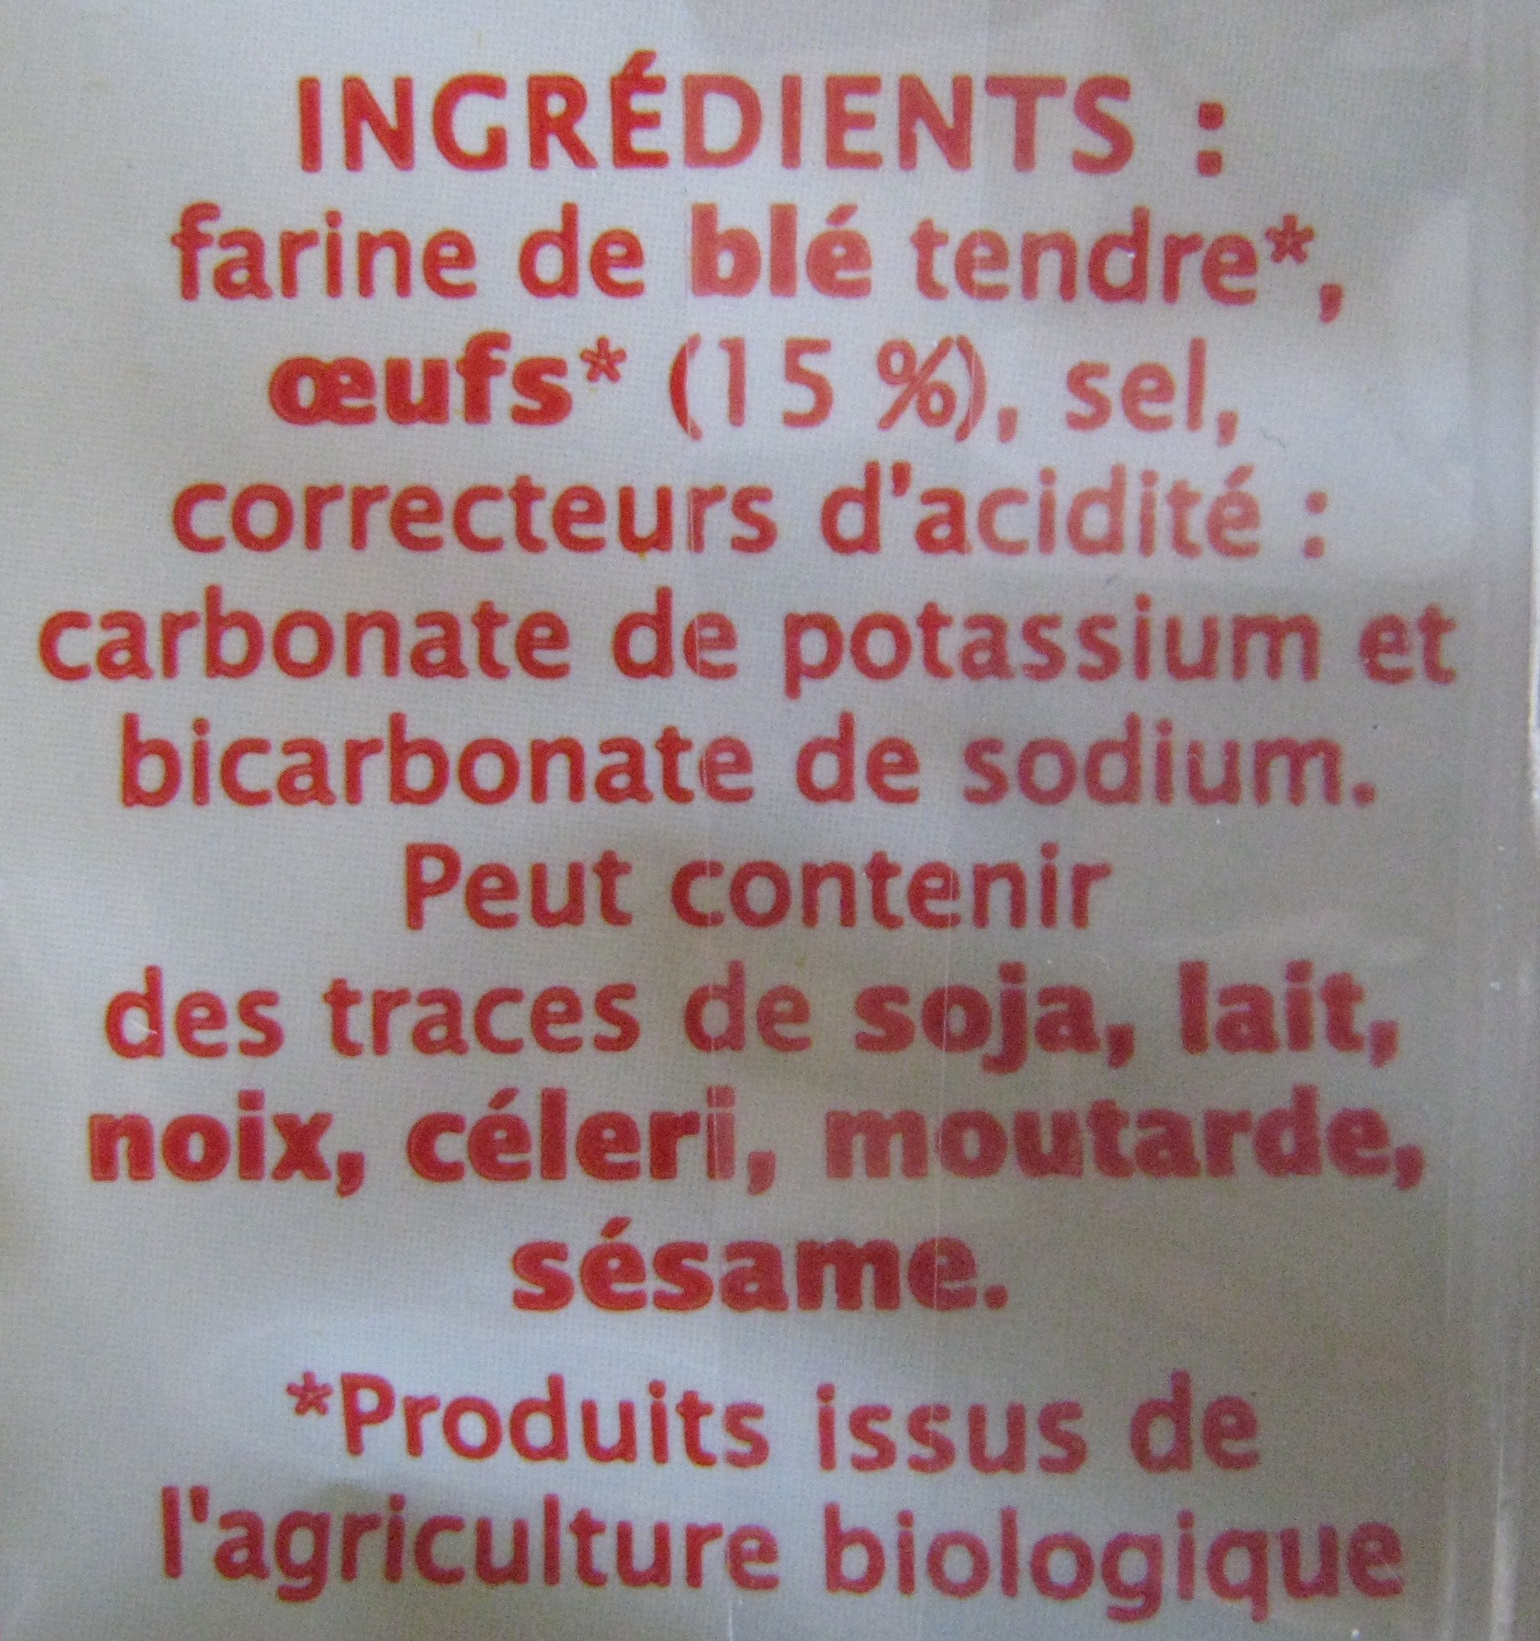 INGRÉDIENTS :
farine de blé tendre*,
œufs* (15 %), sel,
correcteurs d'acidité :
carbonate de potassium et
bicarbonate de sodium.
Peut contenir
des traces de soja, lait,
noix, céleri, moutarde,
sésame.
*Produits issus de
l'agriculture biologique